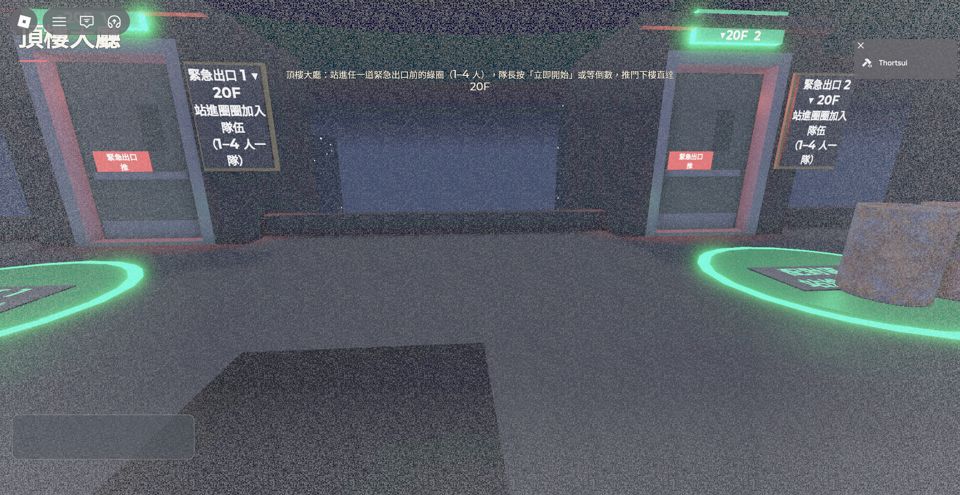 頂樓大廳
▼20F 2
Thortsui
頂樓大廳：站進任一道緊急出口前的綠圈（1–4 人），隊長按「立即開始」或等倒數，推門下樓直達
20F
緊急出口 1 ▼
20F
站進圈圈加入
隊伍
（1–4 人一
隊）
緊急出口 2
▼ 20F
站進圈圈加入
隊伍
（1–4 人一
隊）
緊急出口
推
緊急出口
推